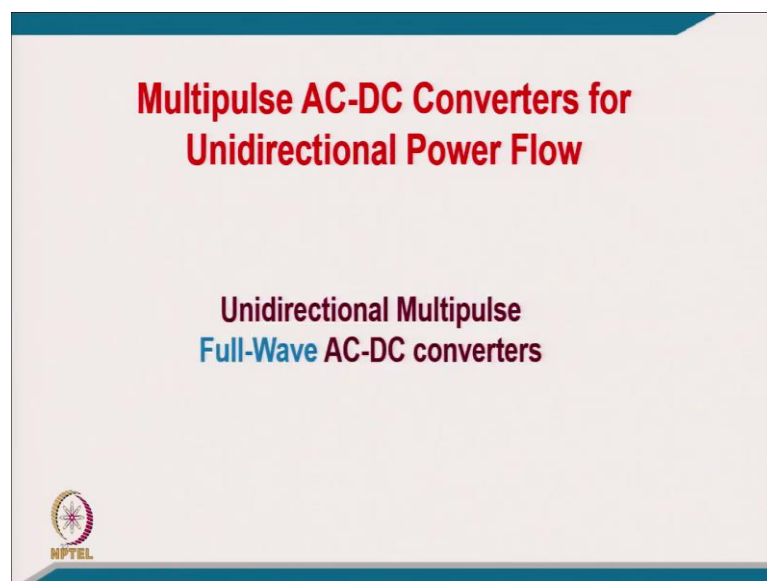 Multipulse AC-DC Converters for
Unidirectional Power Flow
Unidirectional Multipulse
Full-Wave AC-DC converters
NPTEL